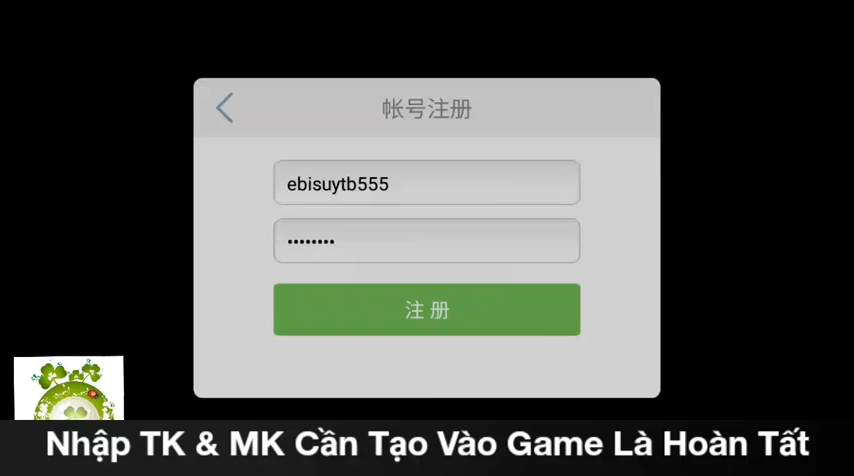 帐号注册
ebisuytb555
••••••••
注 册
Nhập TK & MK Cần Tạo Vào Game Là Hoàn Tất